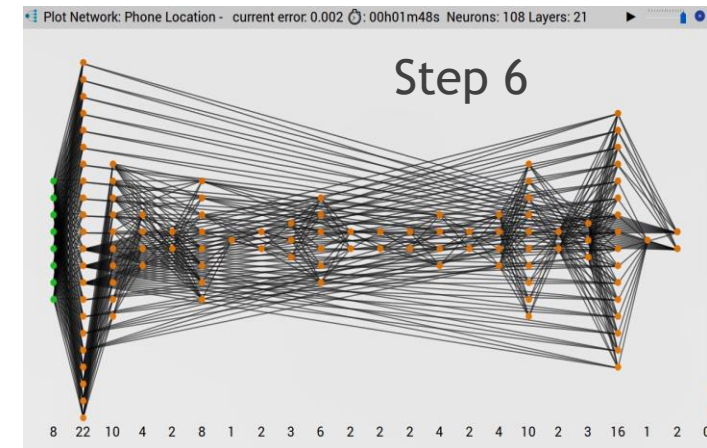 Plot Network: Phone Location - current error: 0.002 ⏱: 00h01m48s Neurons: 108 Layers: 21
Step 6
8 22 10 4 2 8 1 2 3 6 2 2 2 4 2 4 10 2 3 16 1 2 0